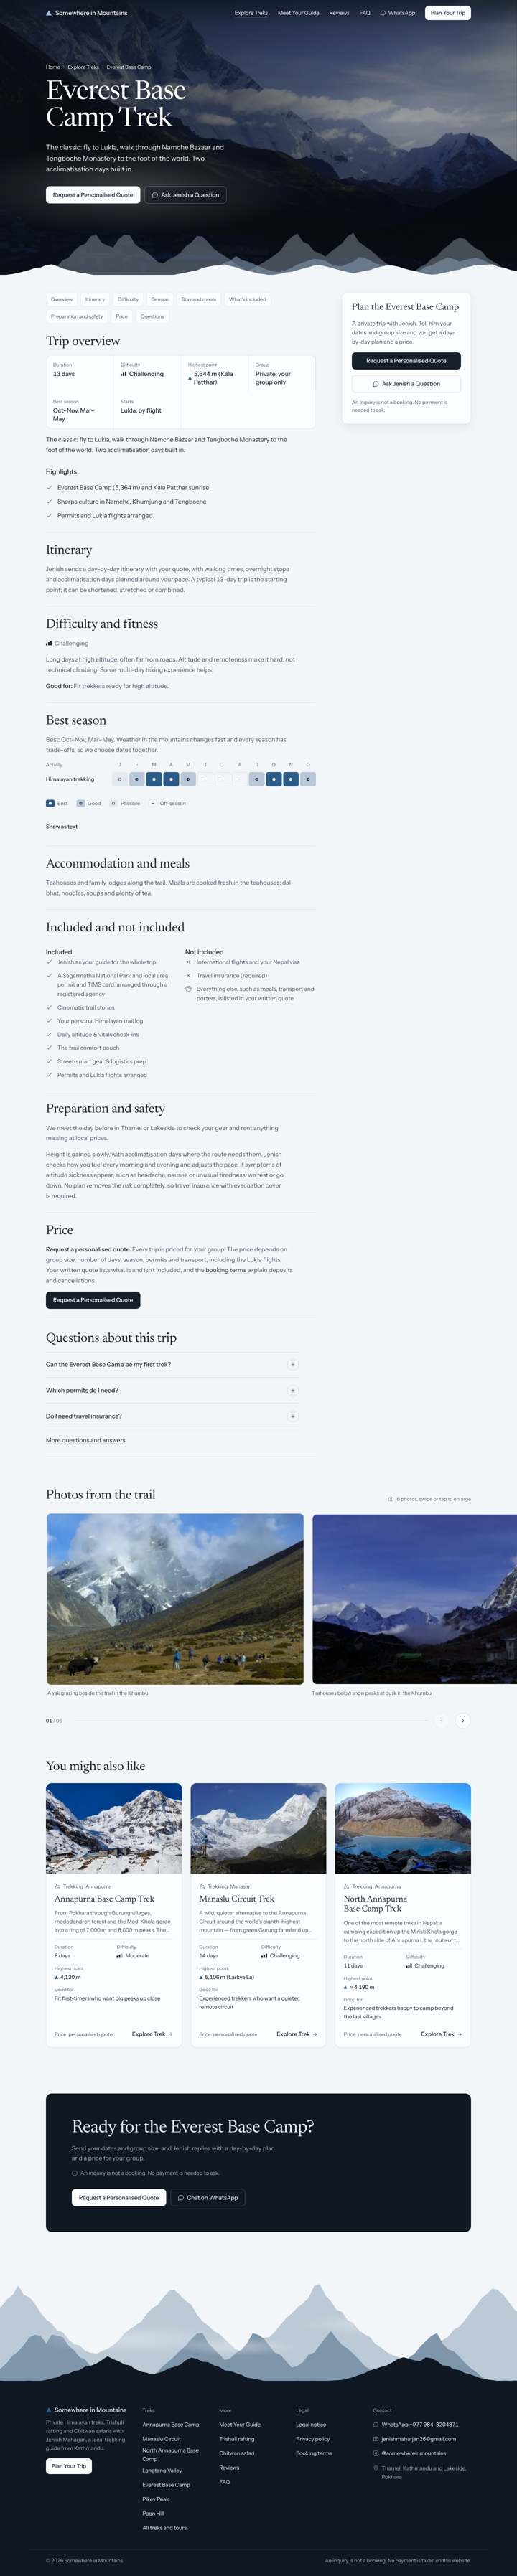 Somewhere in Mountains
Explore Treks
Meet Your Guide
Reviews
FAQ
WhatsApp
Plan Your Trip
Home
Explore Treks
Everest Base Camp
Everest Base
Camp Trek
The classic: fly to Lukla, walk through Namche Bazaar and
Tengboche Monastery to the foot of the world. Two
acclimatisation days built in.
Request a Personalised Quote
Ask Jenish a Question
Overview
Itinerary
Difficulty
Season
Stay and meals
What's included
Preparation and safety
Price
Questions
Plan the Everest Base Camp
A private trip with Jenish. Tell him your
dates and group size and you get a day-
by-day plan and a price.
Request a Personalised Quote
Ask Jenish a Question
An inquiry is not a booking. No payment is
needed to ask.
Trip overview
Duration
13 days
Difficulty
Challenging
Highest point
5,644 m (Kala
Patthar)
Group
Private, your
group only
Best season
Oct–Nov, Mar–
May
Starts
Lukla, by flight
The classic: fly to Lukla, walk through Namche Bazaar and Tengboche Monastery to the
foot of the world. Two acclimatisation days built in.
Highlights
Everest Base Camp (5,364 m) and Kala Patthar sunrise
Sherpa culture in Namche, Khumjung and Tengboche
Permits and Lukla flights arranged
Itinerary
Jenish sends a day-by-day itinerary with your quote, with walking times, overnight stops
and acclimatisation days planned around your pace. A typical 13-day trip is the starting
point; it can be shortened, stretched or combined.
Difficulty and fitness
Challenging
Long days at high altitude, often far from roads. Altitude and remoteness make it hard, not
technical climbing. Some multi-day hiking experience helps.
Good for: Fit trekkers ready for high altitude
Best season
Best: Oct–Nov, Mar–May. Weather in the mountains changes fast and every season has
trade-offs, so we choose dates together.
Activity J F M A M J J A S O N D
Himalayan trekking
Best
Good
Possible
Off-season
Show as text
Accommodation and meals
Teahouses and family lodges along the trail. Meals are cooked fresh in the teahouses: dal
bhat, noodles, soups and plenty of tea.
Included and not included
Included
Jenish as your guide for the whole trip
A Sagarmatha National Park and local area
permit and TIMS card, arranged through a
registered agency
Cinematic trail stories
Your personal Himalayan trail log
Daily altitude & vitals check-ins
The trail comfort pouch
Street-smart gear & logistics prep
Permits and Lukla flights arranged
Not included
International flights and your Nepal visa
Travel insurance (required)
Everything else, such as meals, transport and
porters, is listed in your written quote
Preparation and safety
We meet the day before in Thamel or Lakeside to check your gear and rent anything
missing at local prices.
Height is gained slowly, with acclimatisation days where the route needs them. Jenish
checks how you feel every morning and evening and adjusts the pace. If symptoms of
altitude sickness appear, such as headache, nausea or unusual tiredness, we rest or go
down. No plan removes the risk completely, so travel insurance with evacuation cover
is required.
Price
Request a personalised quote. Every trip is priced for your group. The price depends on
group size, number of days, season, permits and transport, including the Lukla flights.
Your written quote lists what is and isn't included, and the booking terms explain deposits
and cancellations.
Request a Personalised Quote
Questions about this trip
Can the Everest Base Camp be my first trek?
Which permits do I need?
Do I need travel insurance?
More questions and answers
Photos from the trail
6 photos, swipe or tap to enlarge
A yak grazing beside the trail in the Khumbu
Teahouses below snow peaks at dusk in the Khumbu
01 / 06
You might also like
Trekking · Annapurna
Annapurna Base Camp Trek
From Pokhara through Gurung villages,
rhododendron forest and the Modi Khola gorge
into a ring of 7,000 m and 8,000 m peaks. The…
Duration
8 days
Difficulty
Moderate
Highest point
4,130 m
Good for
Fit first-timers who want big peaks up close
Price: personalised quote
Explore Trek
Trekking · Manaslu
Manaslu Circuit Trek
A wild, quieter alternative to the Annapurna
Circuit around the world's eighth-highest
mountain — from green Gurung farmland up…
Duration
14 days
Difficulty
Challenging
Highest point
5,106 m (Larkya La)
Good for
Experienced trekkers who want a quieter,
remote circuit
Price: personalised quote
Explore Trek
Trekking · Annapurna
North Annapurna
Base Camp Trek
One of the most remote treks in Nepal: a
camping expedition up the Miristi Khola gorge
to the north side of Annapurna I, the route of t…
Duration
11 days
Difficulty
Challenging
Highest point
≈ 4,190 m
Good for
Experienced trekkers happy to camp beyond
the last villages
Price: personalised quote
Explore Trek
Ready for the Everest Base Camp?
Send your dates and group size, and Jenish replies with a day-by-day plan
and a price for your group.
An inquiry is not a booking. No payment is needed to ask.
Request a Personalised Quote
Chat on WhatsApp
Somewhere in Mountains
Private Himalayan treks, Trishuli
rafting and Chitwan safaris with
Jenish Maharjan, a local trekking
guide from Kathmandu.
Plan Your Trip
Treks
Annapurna Base Camp
Manaslu Circuit
North Annapurna Base
Camp
Langtang Valley
Everest Base Camp
Pikey Peak
Poon Hill
All treks and tours
More
Meet Your Guide
Trishuli rafting
Chitwan safari
Reviews
FAQ
Legal
Legal notice
Privacy policy
Booking terms
Contact
WhatsApp +977 984-3204871
jenishmaharjan26@gmail.com
@somewhereinmountains
Thamel, Kathmandu and Lakeside,
Pokhara
© 2026 Somewhere in Mountains
An inquiry is not a booking. No payment is taken on this website.